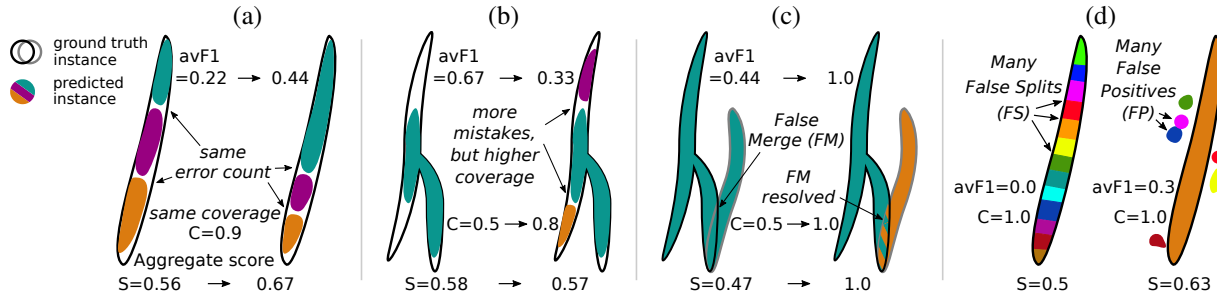 (a)
ground truth
instance
predicted
instance
avF1
=0.22 0.44
same
error count
same coverage
C=0.9
Aggregate score
S=0.56 0.67
(b)
avF1
=0.67 0.33
more
mistakes,
but higher
coverage
C=0.5 0.8
S=0.58 0.57
(c)
avF1
=0.44 1.0
False
Merge (FM)
FM
resolved
C=0.5 1.0
S=0.47 1.0
(d)
Many
False Splits
(FS)
Many
False
Positives
(FP)
avF1=0.0 avF1=0.3
C=1.0 C=1.0
S=0.5 S=0.63